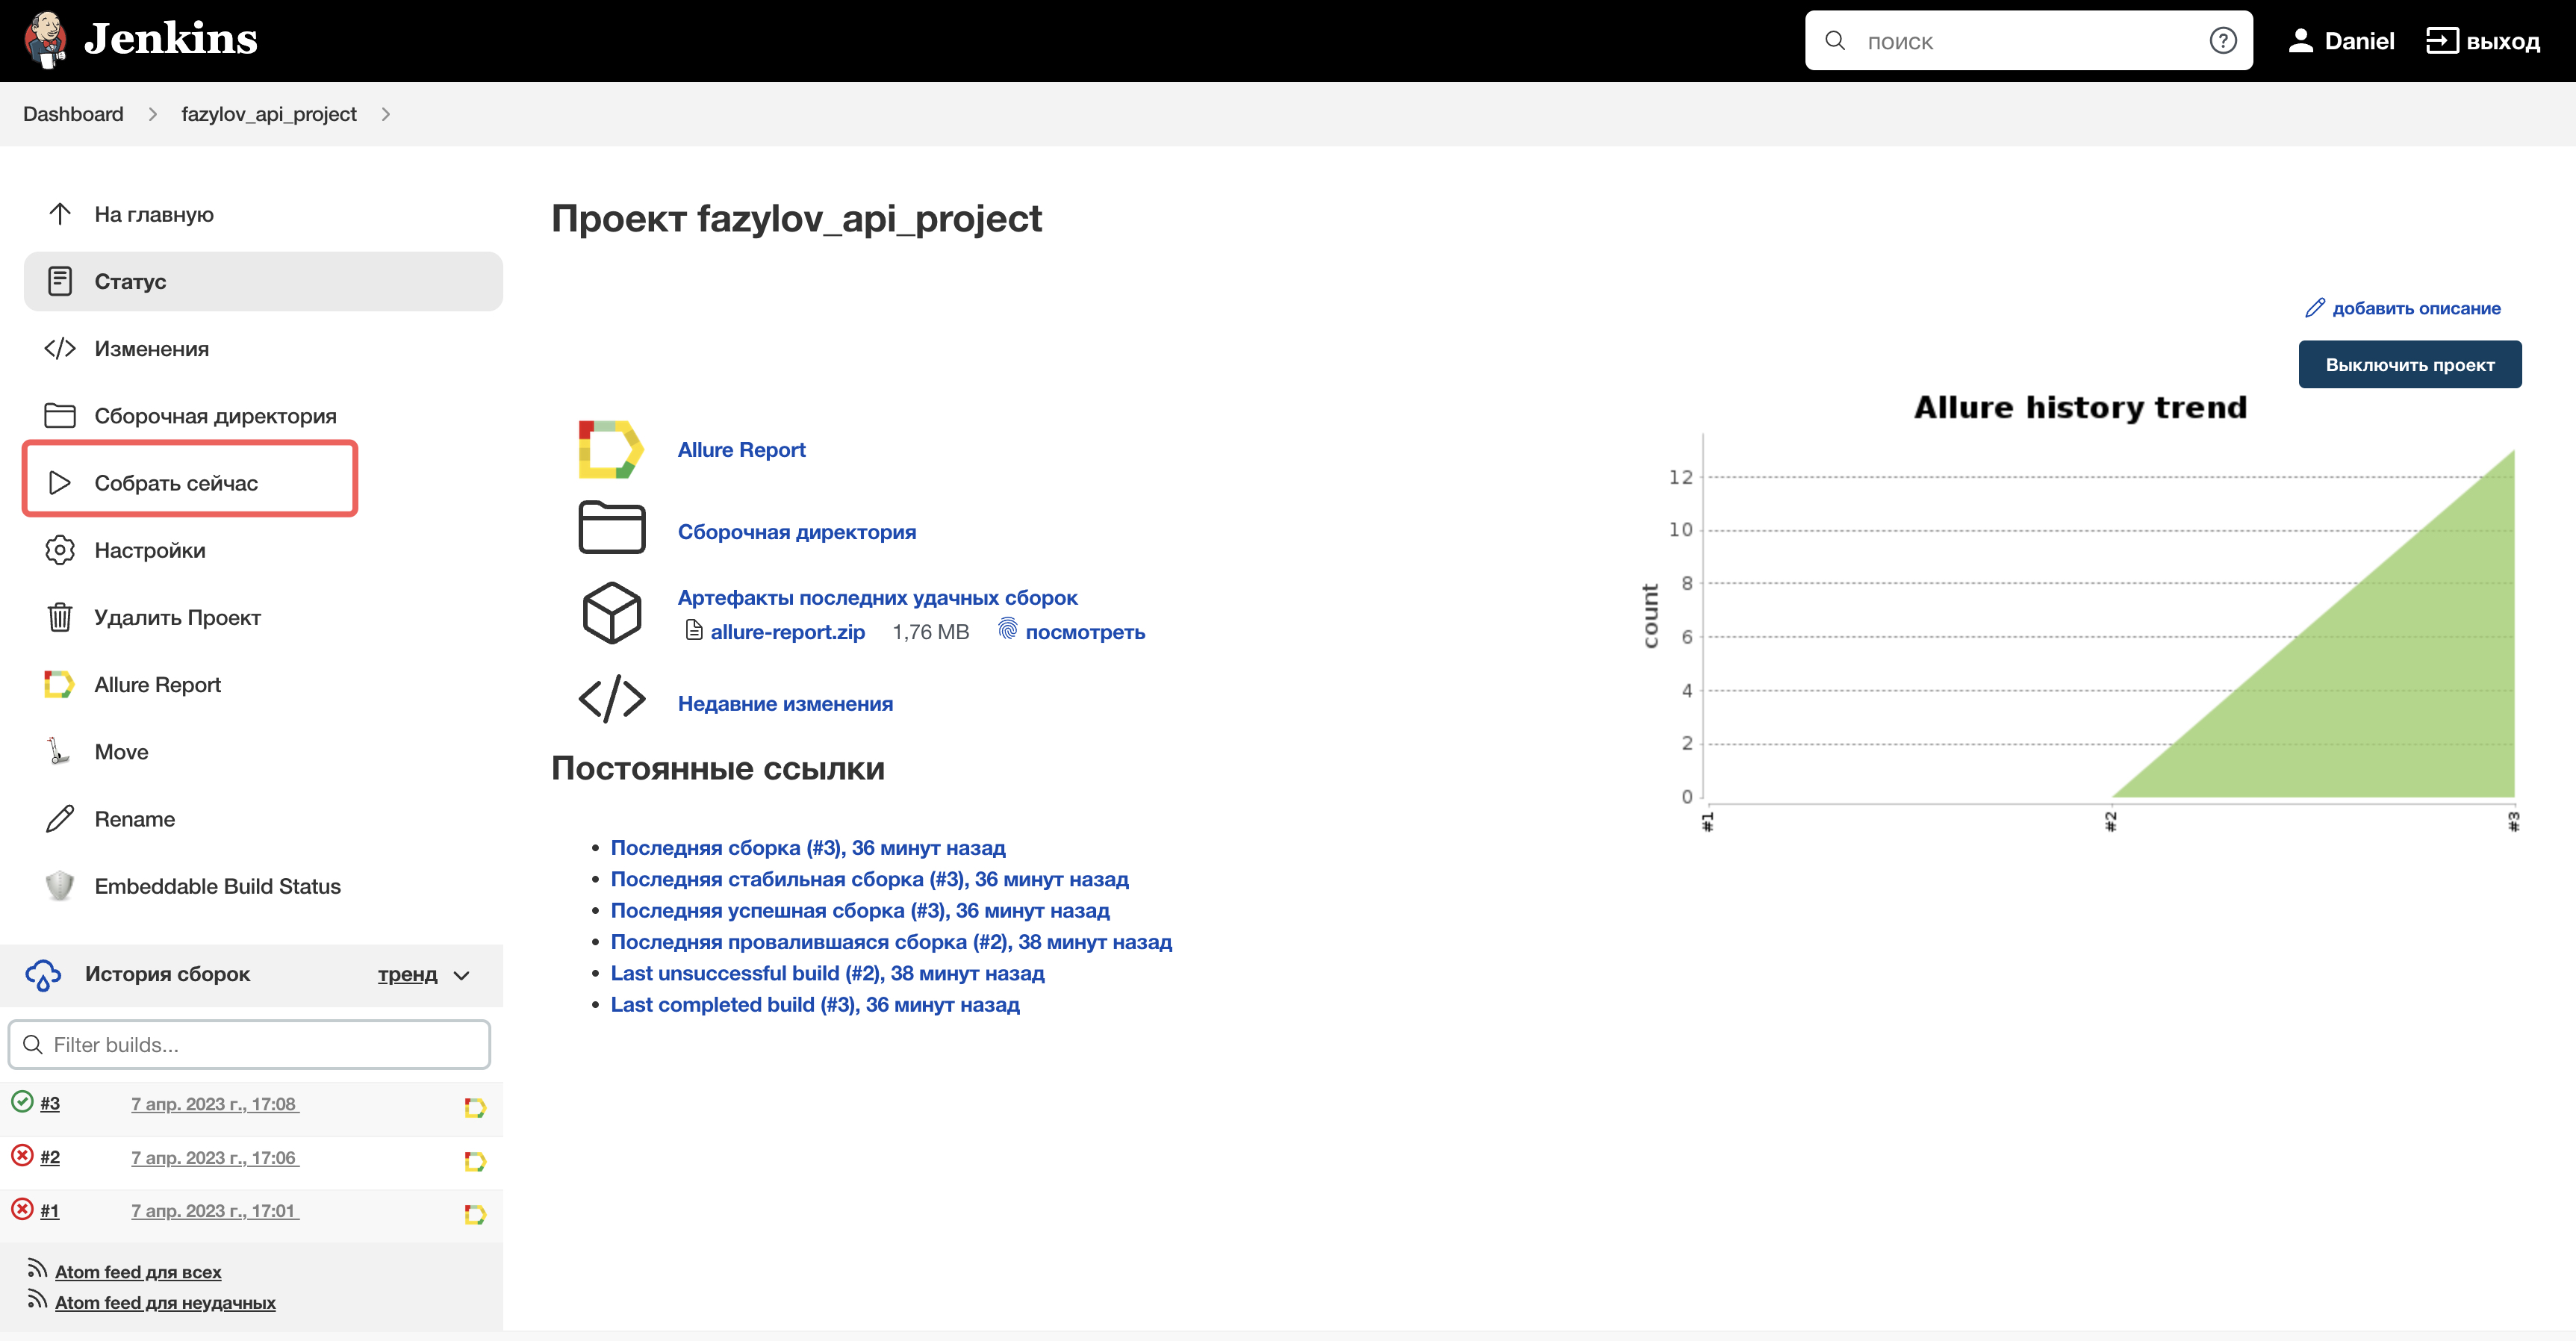 Jenkins
поиск
Daniel
выход
Dashboard
fazylov_api_project
На главную
Статус
Изменения
Сборочная директория
Собрать сейчас
Настройки
Удалить Проект
Allure Report
Move
Rename
Embeddable Build Status
История сборок
тренд
Filter builds...
#3 7 апр. 2023 г., 17:08
#2 7 апр. 2023 г., 17:06
#1 7 апр. 2023 г., 17:01
Atom feed для всех
Atom feed для неудачных
Проект fazylov_api_project
добавить описание
Выключить проект
Allure Report
Сборочная директория
Артефакты последних удачных сборок
allure-report.zip 1,76 MB посмотреть
Недавние изменения
Постоянные ссылки
Последняя сборка (#3), 36 минут назад
Последняя стабильная сборка (#3), 36 минут назад
Последняя успешная сборка (#3), 36 минут назад
Последняя провалившаяся сборка (#2), 38 минут назад
Last unsuccessful build (#2), 38 минут назад
Last completed build (#3), 36 минут назад
Allure history trend
count
12
10
8
6
4
2
0
#1
#2
#3